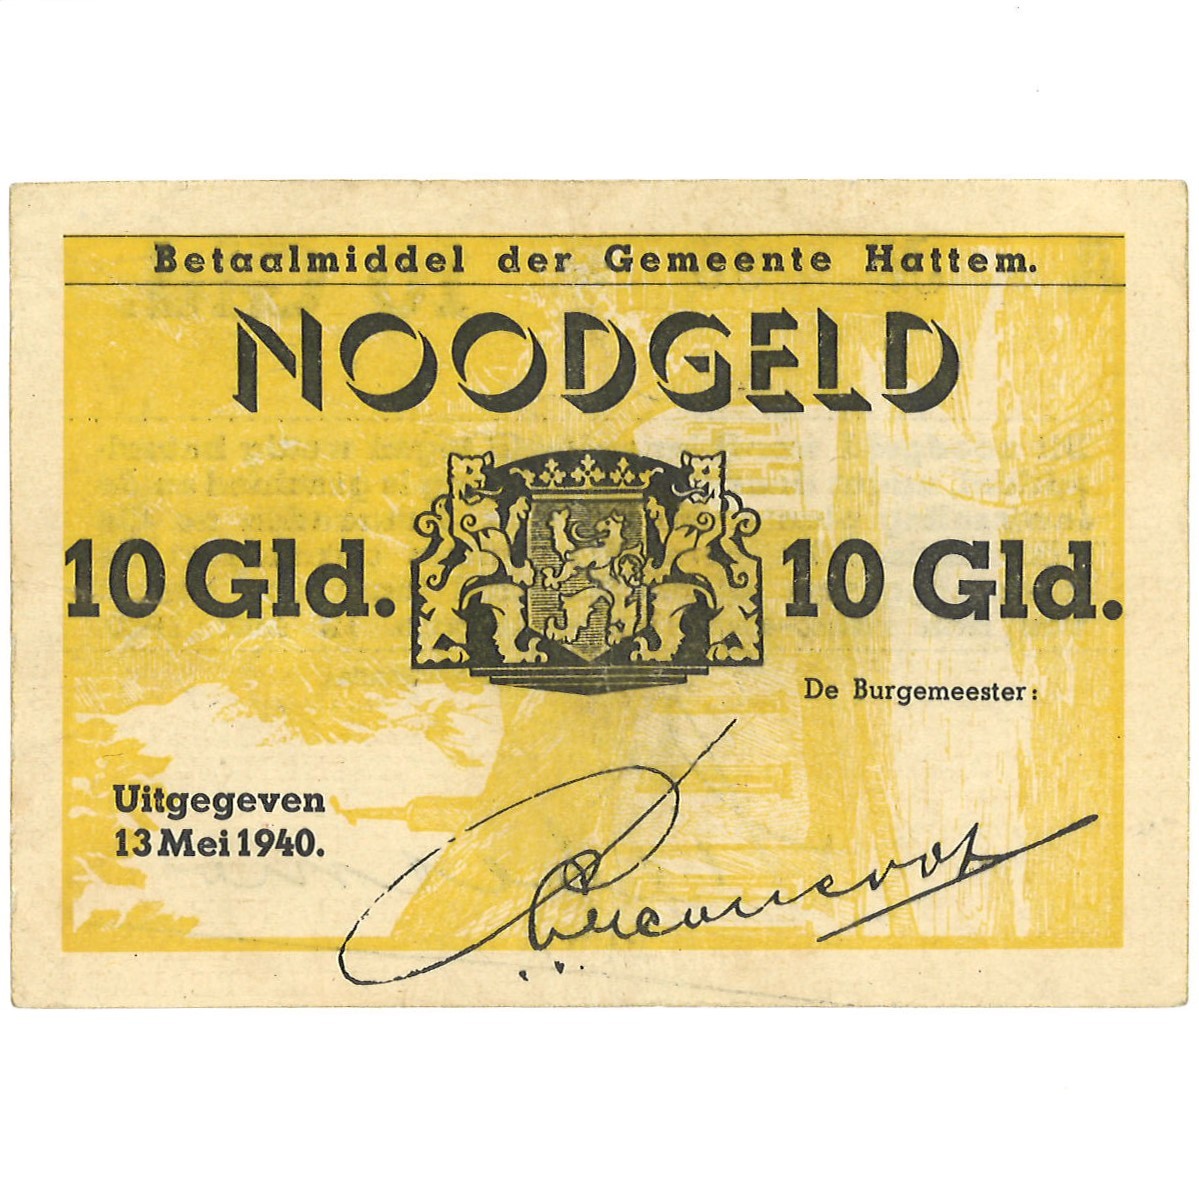 Betaalmiddel der Gemeente Hattem.
NOODGELD
10 Gld.
10 Gld.
De Burgemeester:
Uitgegeven
13 Mei 1940.